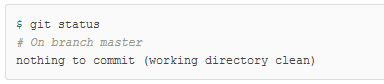 $ git status
# On branch master
nothing to commit (working directory clean)